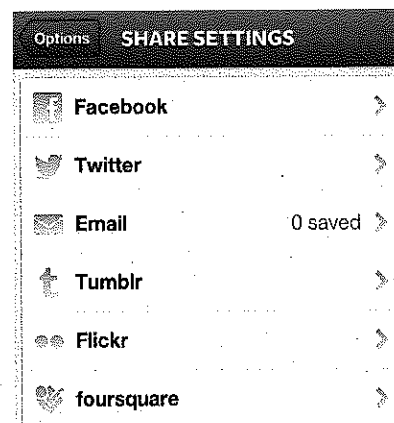 Options SHARE SETTINGS
Facebook
Twitter
Email 0 saved
Tumblr
Flickr
foursquare